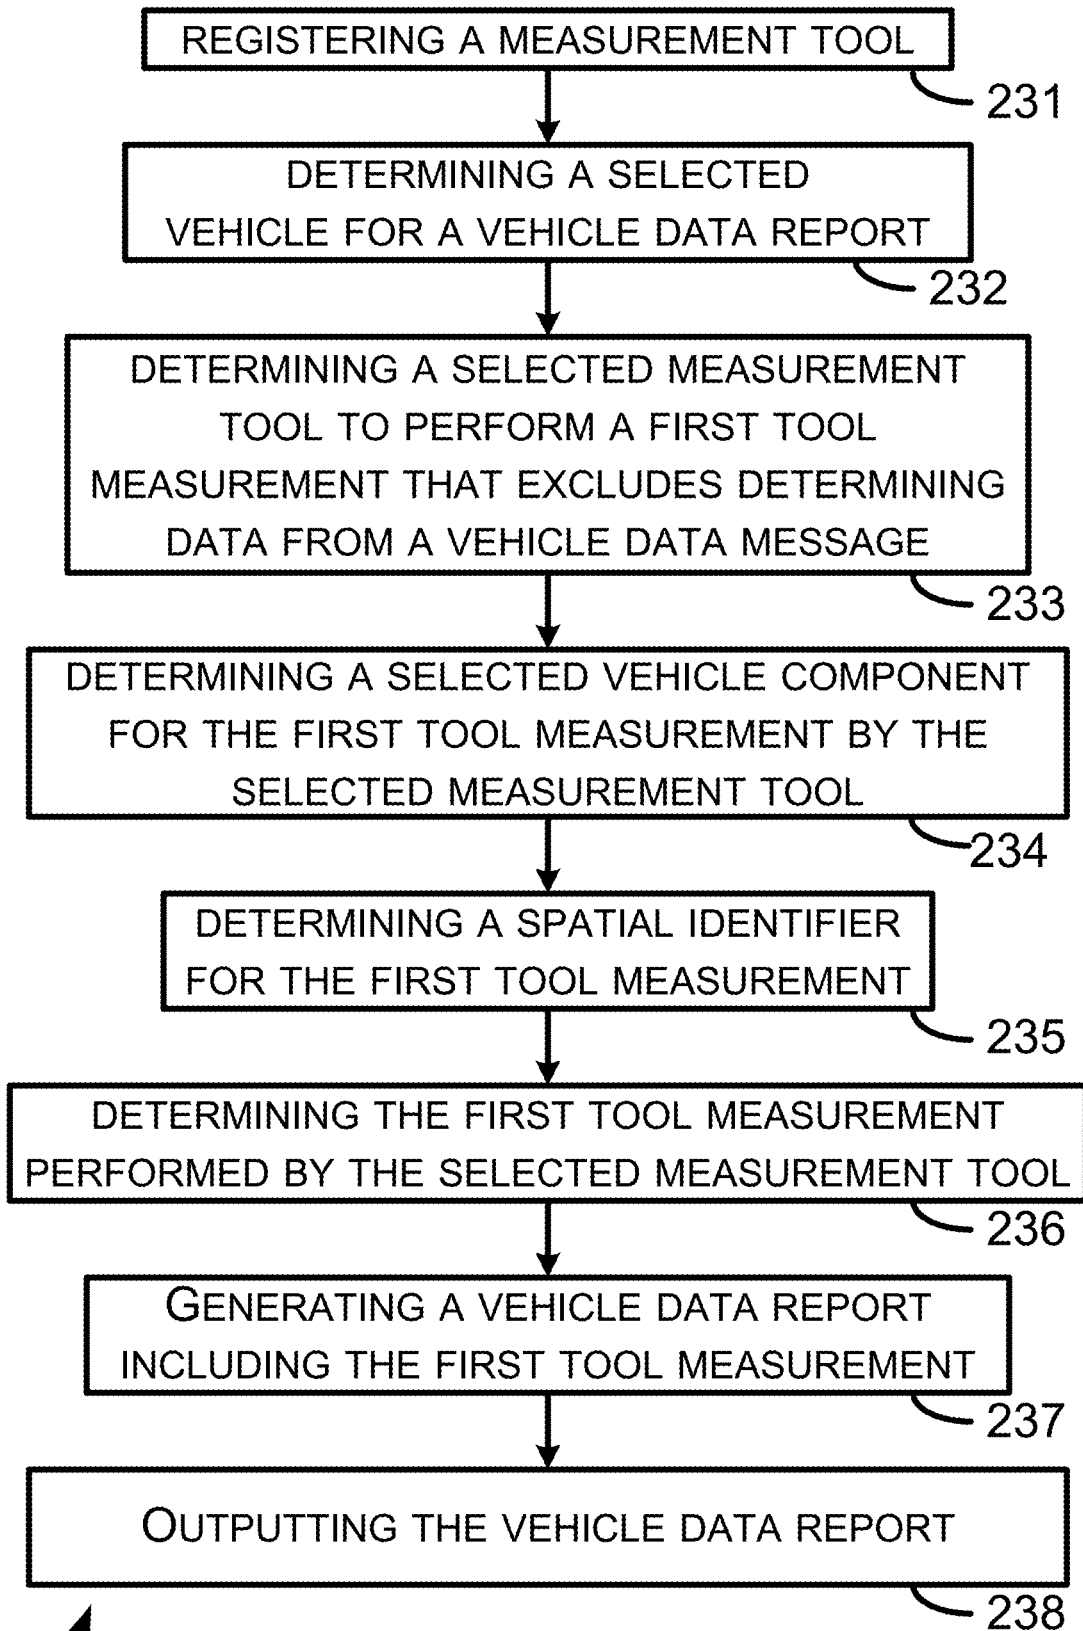 REGISTERING A MEASUREMENT TOOL
231
DETERMINING A SELECTED
VEHICLE FOR A VEHICLE DATA REPORT
232
DETERMINING A SELECTED MEASUREMENT
TOOL TO PERFORM A FIRST TOOL
MEASUREMENT THAT EXCLUDES DETERMINING
DATA FROM A VEHICLE DATA MESSAGE
233
DETERMINING A SELECTED VEHICLE COMPONENT
FOR THE FIRST TOOL MEASUREMENT BY THE
SELECTED MEASUREMENT TOOL
234
DETERMINING A SPATIAL IDENTIFIER
FOR THE FIRST TOOL MEASUREMENT
235
DETERMINING THE FIRST TOOL MEASUREMENT
PERFORMED BY THE SELECTED MEASUREMENT TOOL
236
GENERATING A VEHICLE DATA REPORT
INCLUDING THE FIRST TOOL MEASUREMENT
237
OUTPUTTING THE VEHICLE DATA REPORT
238